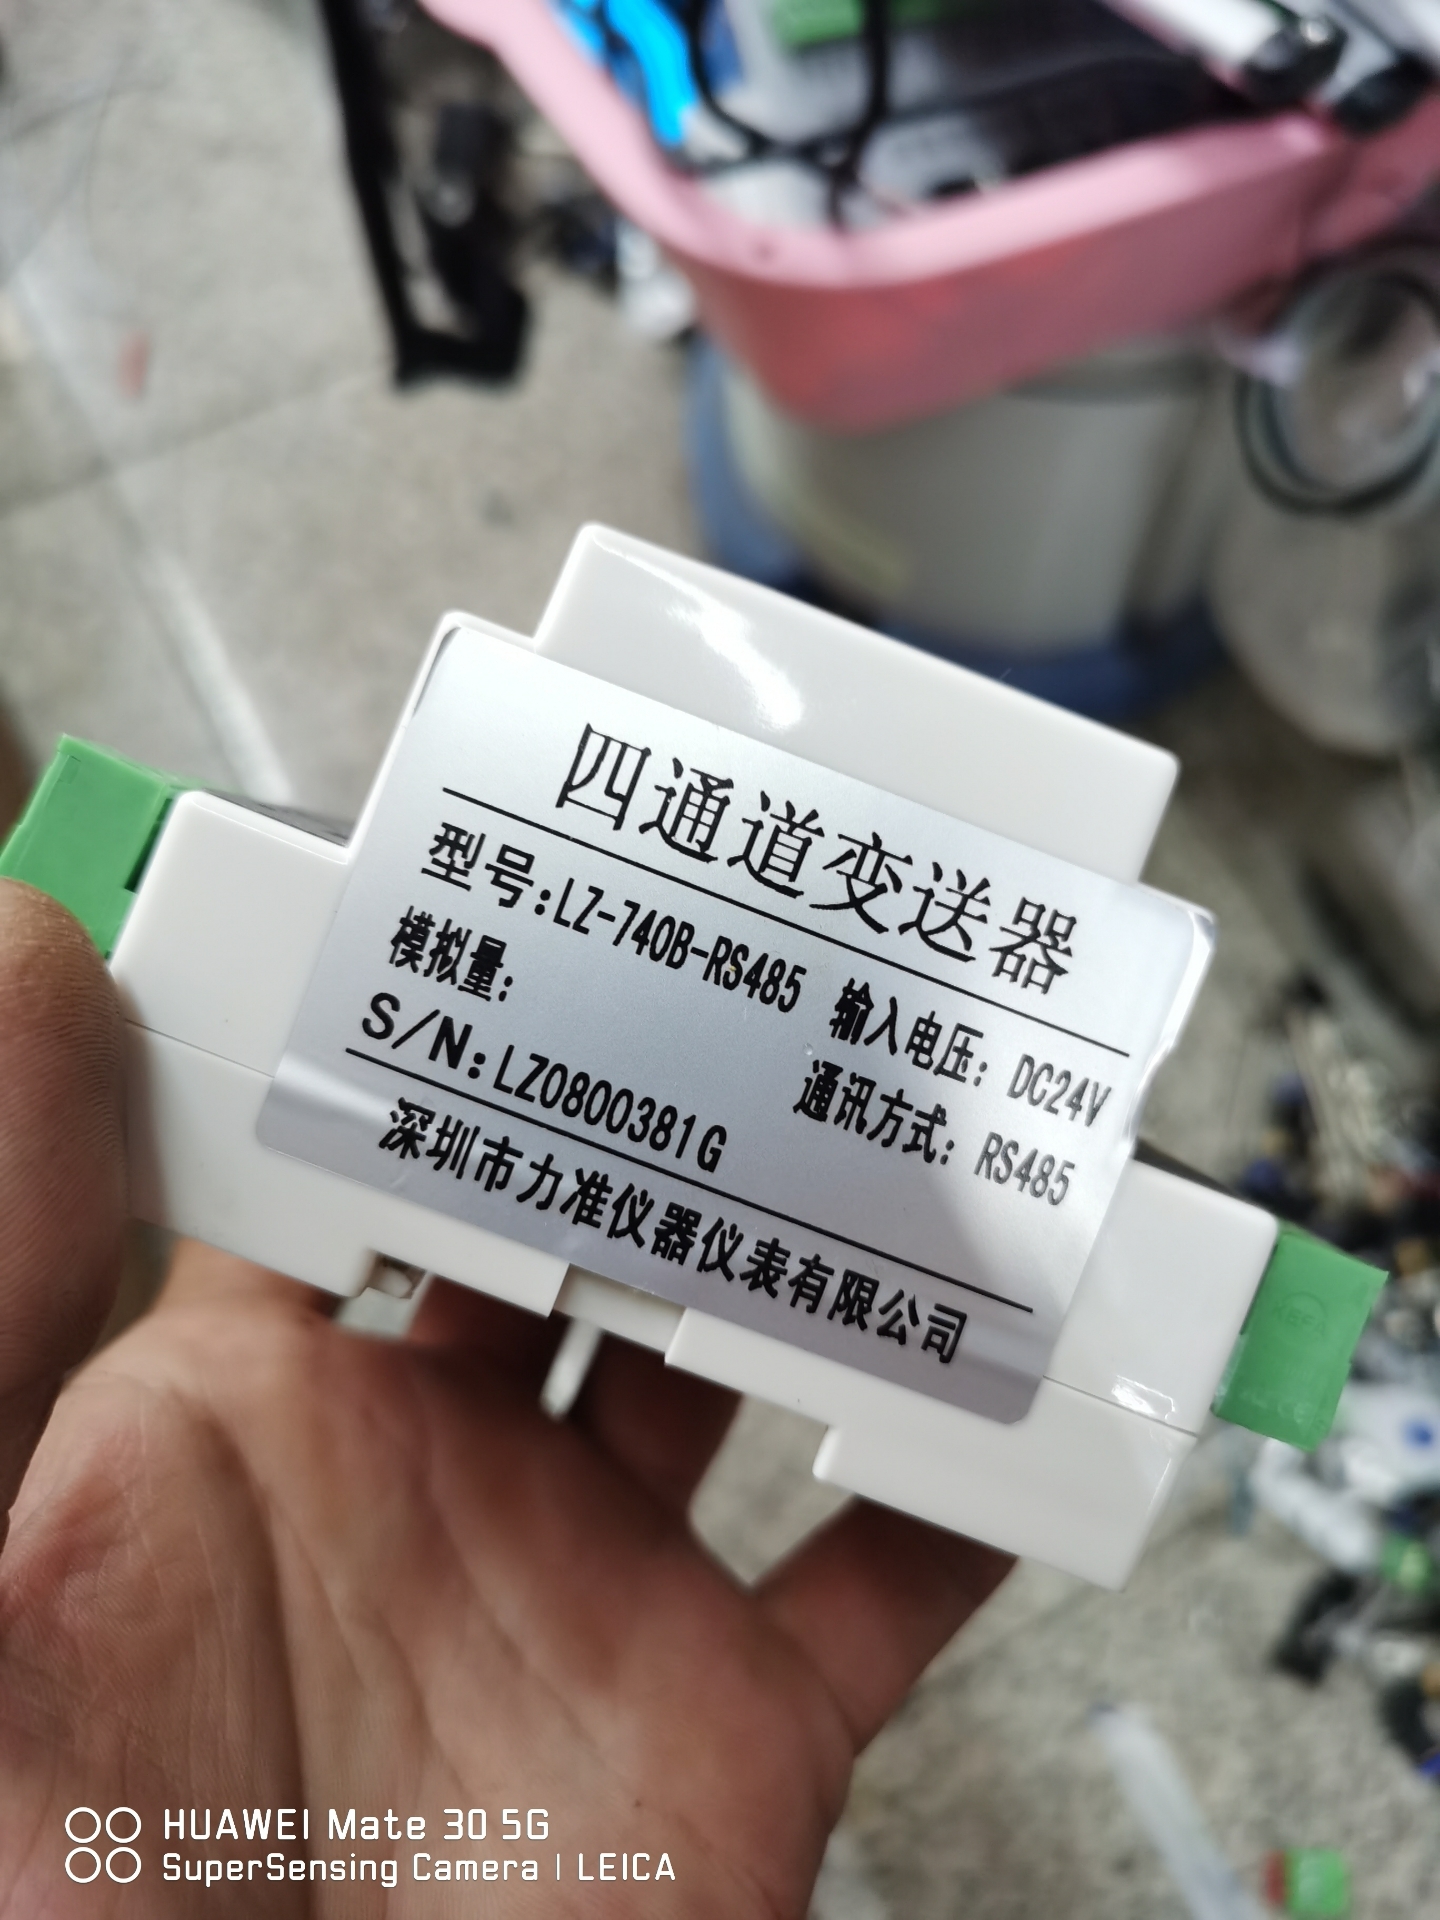 四通道变送器
型号:LZ-740B-RS485 输入电压: DC24V
模拟量: 通讯方式: RS485
S/N:LZ0800381G
深圳市力准仪器仪表有限公司
HUAWEI Mate 30 5G
SuperSensing Camera | LEICA